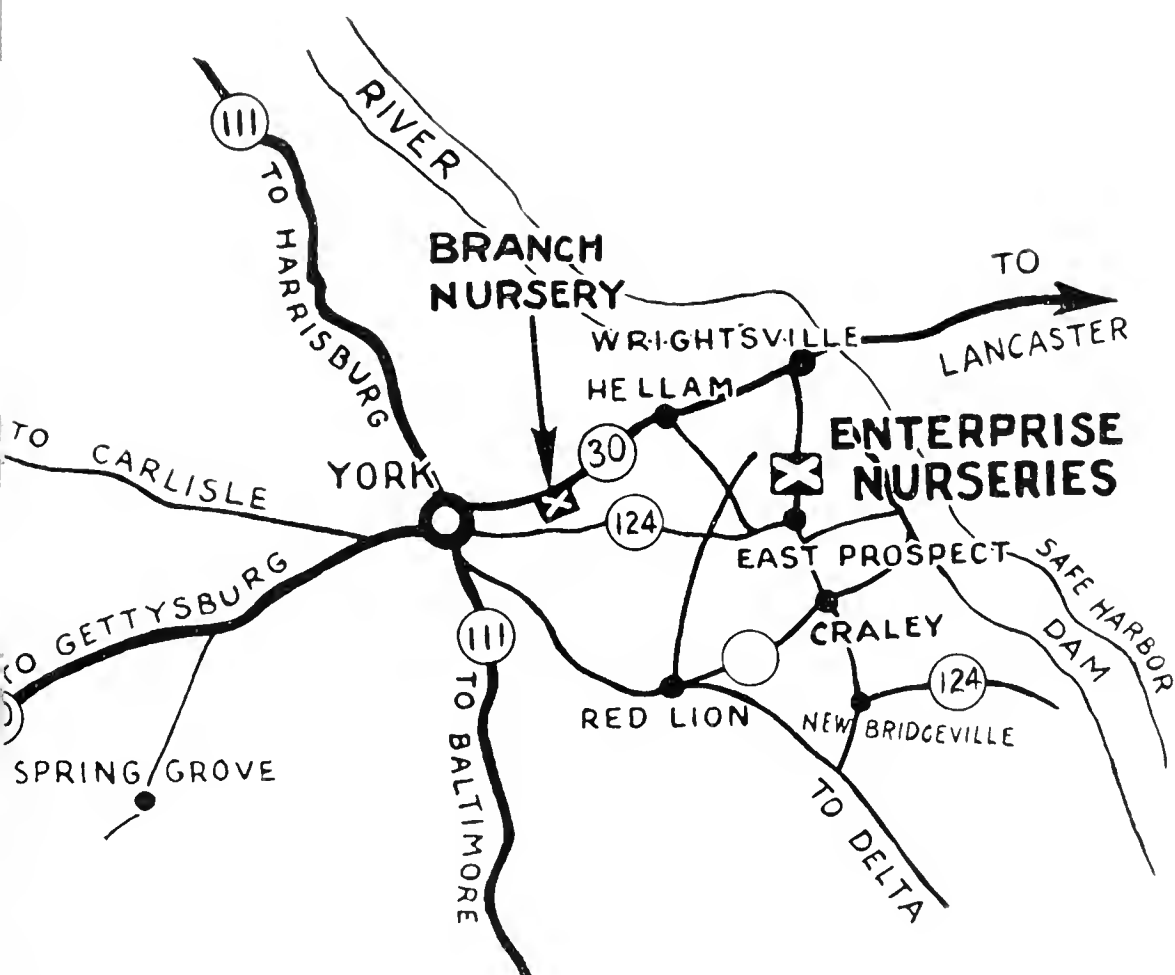 111
RIVER
TO HARRISBURG
BRANCH
NURSERY
TO
LANCASTER
WRIGHTSVILLE
HELLAM
ENTERPRISE
NURSERIES
30
TO CARLISLE
YORK
124
EAST PROSPECT
SAFE HARBOR
DAM
TO GETTYSBURG
111
CRALEY
124
RED LION
NEW BRIDGEVILLE
TO BALTIMORE
SPRING GROVE
TO DELTA